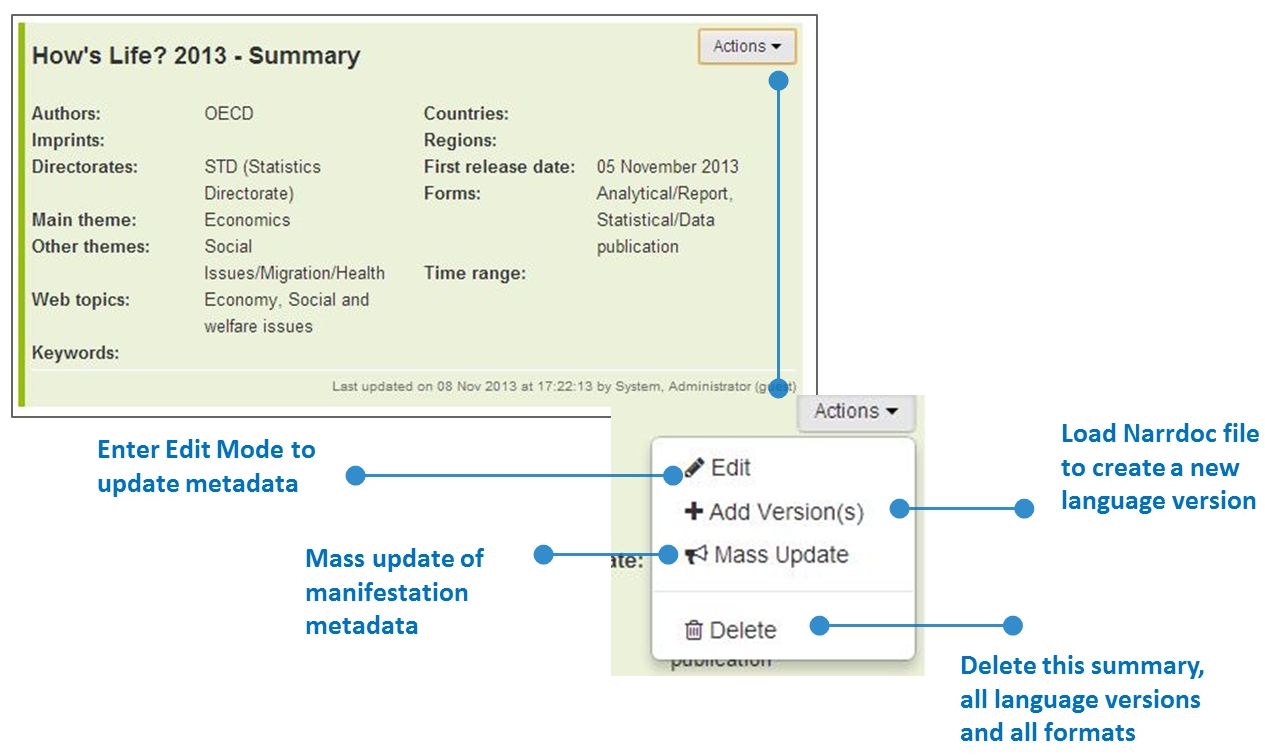 How's Life? 2013 - Summary
Actions
Authors: OECD Countries:
Imprints: Regions:
Directorates: STD (Statistics First release date: 05 November 2013
Directorate) Forms: Analytical/Report,
Main theme: Economics Statistical/Data
Other themes: Social publication
Issues/Migration/Health Time range:
Web topics: Economy, Social and
welfare issues
Keywords:
Last updated on 08 Nov 2013 at 17:22:13 by System, Administrator (guest)
Actions
Enter Edit Mode to
update metadata
Edit
Add Version(s)
Mass Update
Delete
ate:
publication
Load Narrdoc file
to create a new
language version
Mass update of
manifestation
metadata
Delete this summary,
all language versions
and all formats